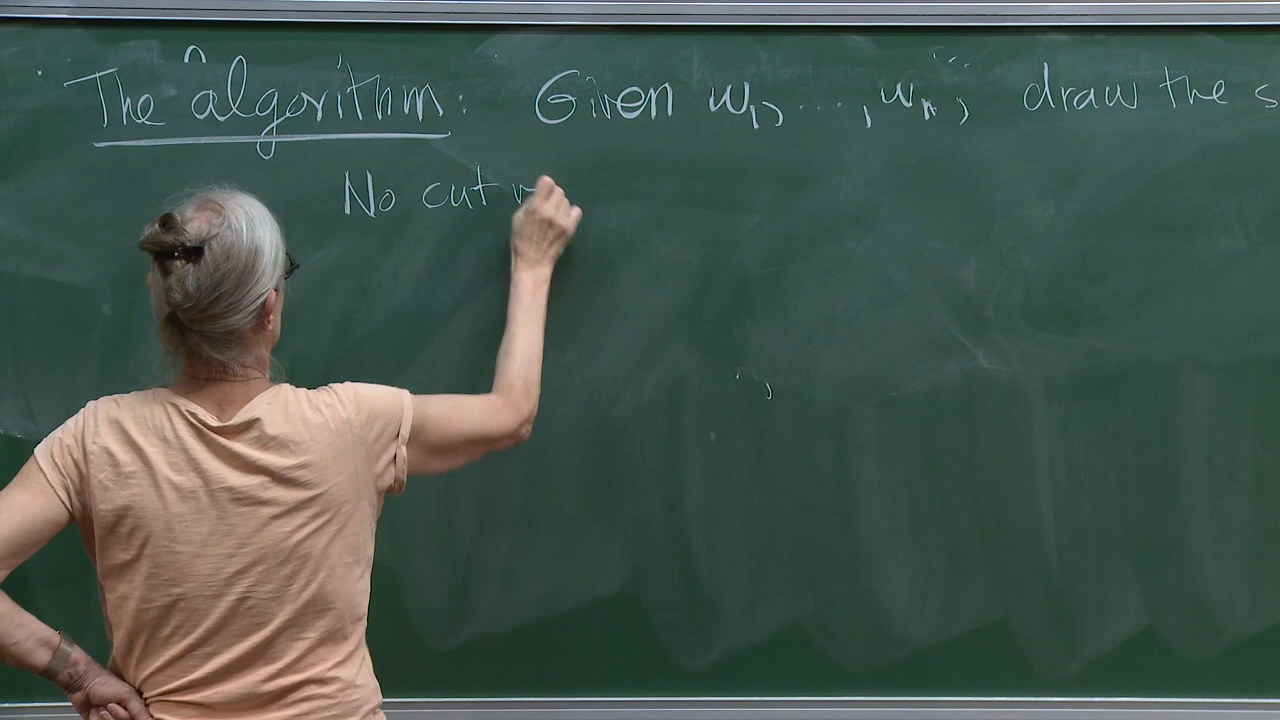 The algorithm: Given w₁, ..., wₙ, draw the s
No cut v